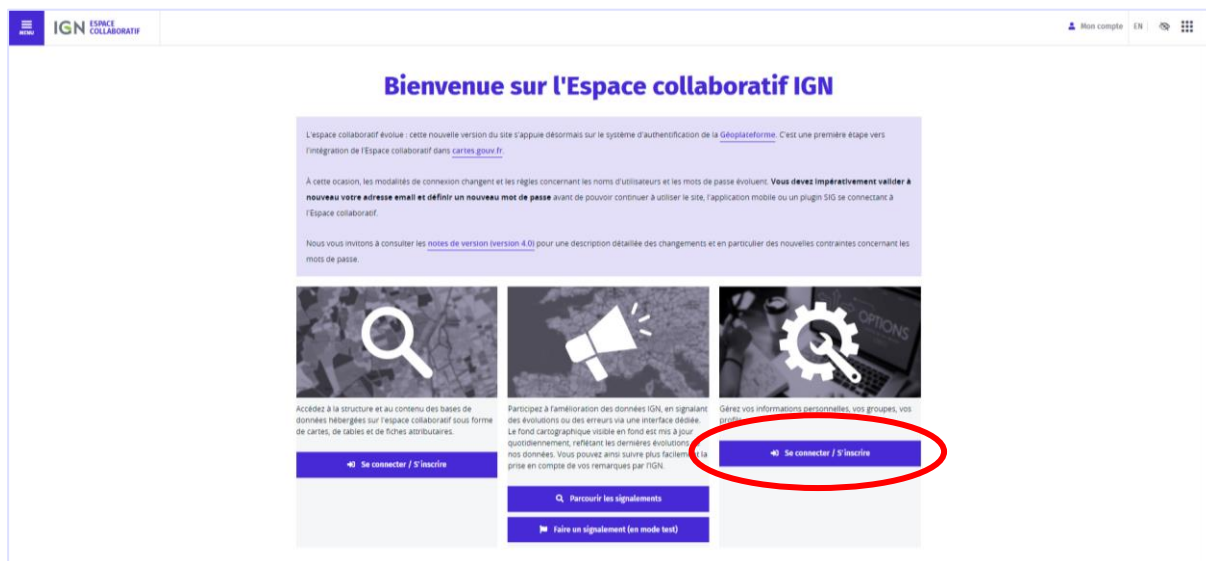 MENU
IGN ESPACE
COLLABORATIF
Mon compte EN
Bienvenue sur l'Espace collaboratif IGN
L'espace collaboratif évolue : cette nouvelle version du site s'appuie désormais sur le système d'authentification de la Géoplateforme. C'est une première étape vers
l'intégration de l'Espace collaboratif dans cartes.gouv.fr.
À cette ocasion, les modalités de connexion changent et les règles concernant les noms d'utilisateurs et les mots de passe évoluent. Vous devez impérativement valider à
nouveau votre adresse email et définir un nouveau mot de passe avant de pouvoir continuer à utiliser le site, l'application mobile ou un plugin SIG se connectant à
l'Espace collaboratif.
Nous vous invitons à consulter les notes de version (version 4.0) pour une description détaillée des changements et en particulier des nouvelles contraintes concernant les
mots de passe.
OPTIONS
Accédez à la structure et au contenu des bases de
données hébergées sur l'espace collaboratif sous forme
de cartes, de tables et de fiches attributaires.
Se connecter / S'inscrire
Participez à l'amélioration des données IGN, en signalant
des évolutions ou des erreurs via une interface dédiée.
Le fond cartographique visible en fond est mis à jour
quotidiennement, reflétant les dernières évolutions
nos données. Vous pouvez ainsi suivre plus facilement la
prise en compte de vos remarques par l'IGN.
Parcourir les signalements
Faire un signalement (en mode test)
Gérez vos informations personnelles, vos groupes, vos
Se connecter / S'inscrire